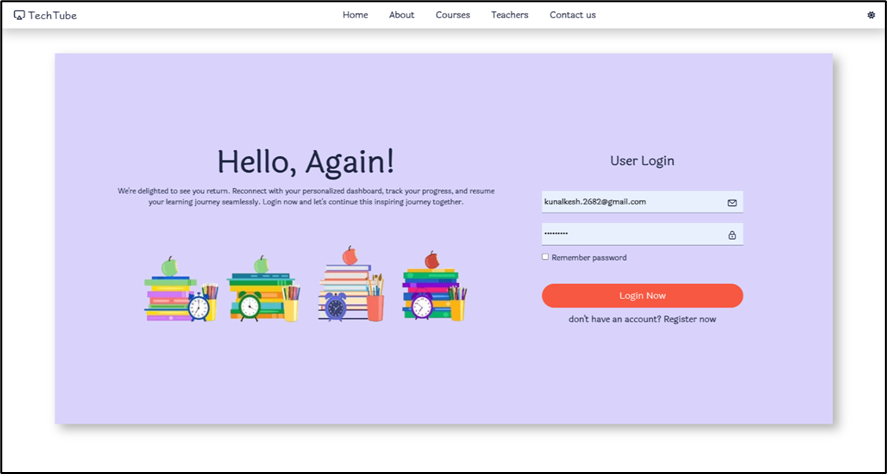 TechTube
Home About Courses Teachers Contact us
Hello, Again!
We're delighted to see you return. Reconnect with your personalized dashboard, track your progress, and resume
your learning journey seamlessly. Login now and let's continue this inspiring journey together.
User Login
kunalkesh.2682@gmail.com
•••••••••
Remember password
Login Now
don't have an account? Register now